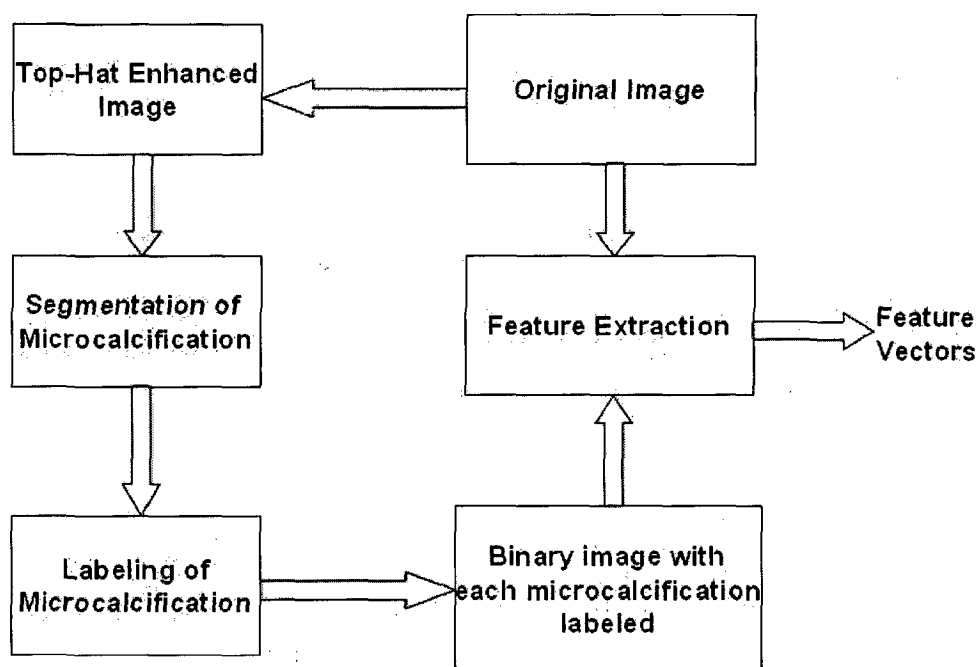 Top-Hat Enhanced
Image
Original Image
Segmentation of
Microcalcification
Feature Extraction
Feature
Vectors
Labeling of
Microcalcification
Binary image with
each microcalcification
labeled